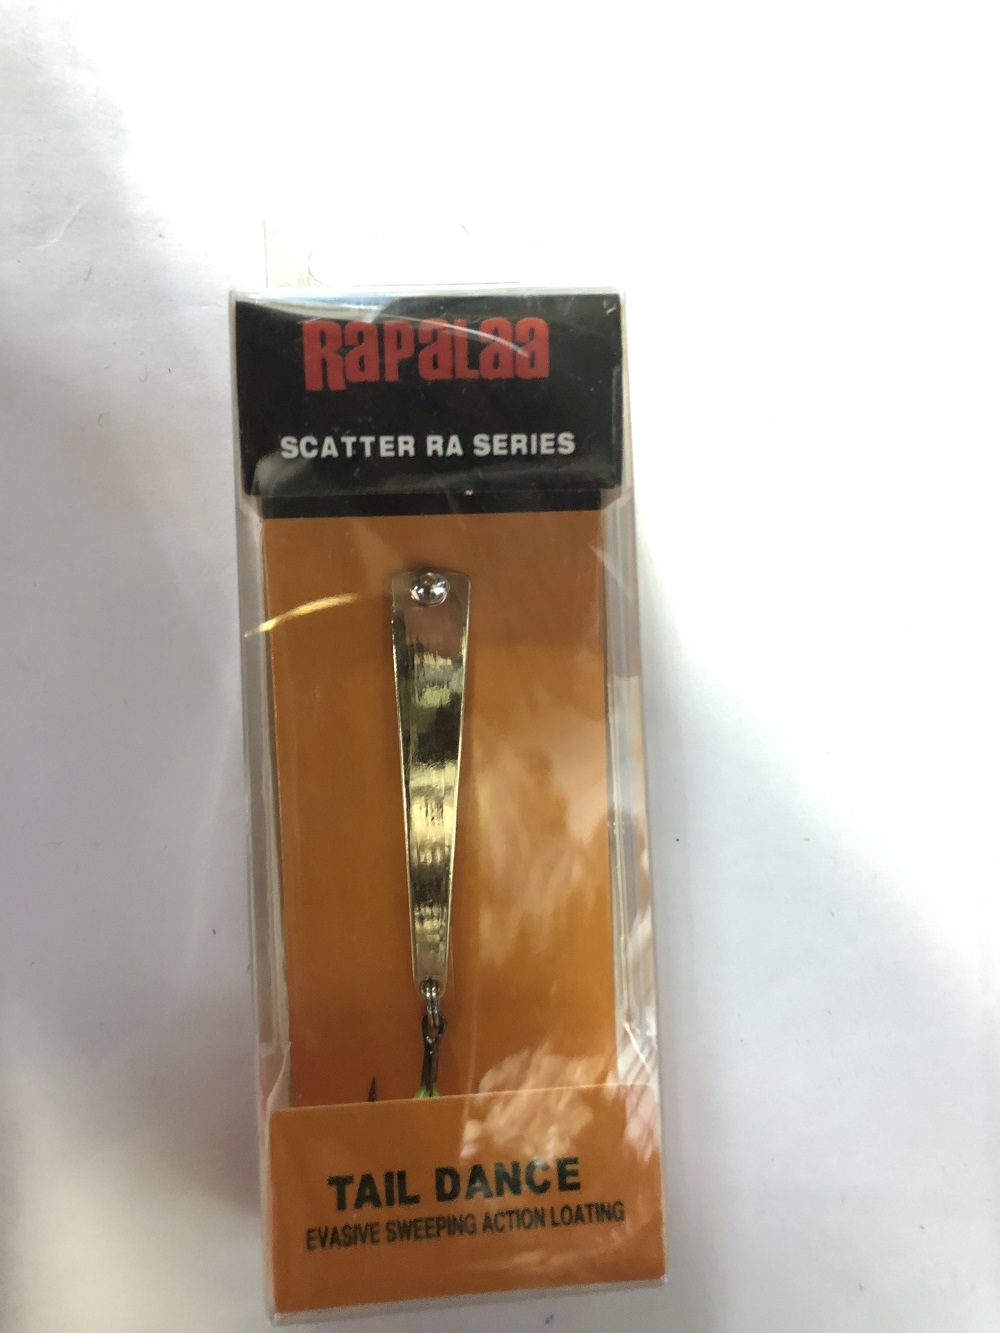 RaPaLaa
SCATTER RA SERIES
TAIL DANCE
EVASIVE SWEEPING ACTION LOATING